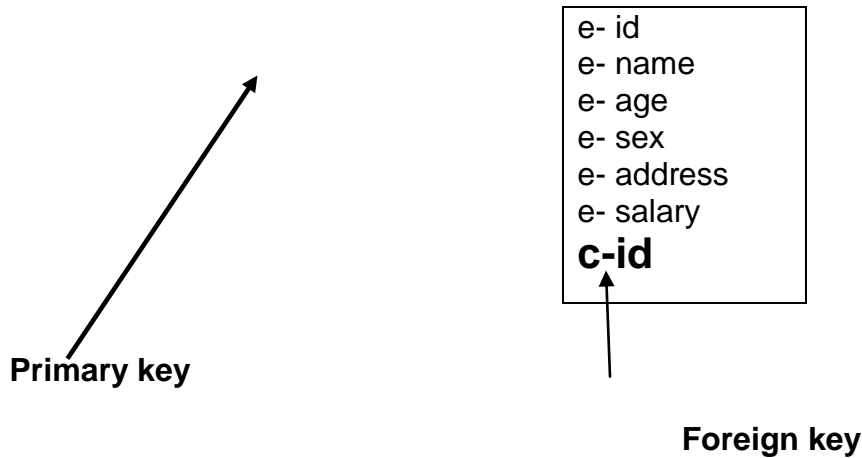 e- id
e- name
e- age
e- sex
e- address
e- salary
c-id
Primary key
Foreign key